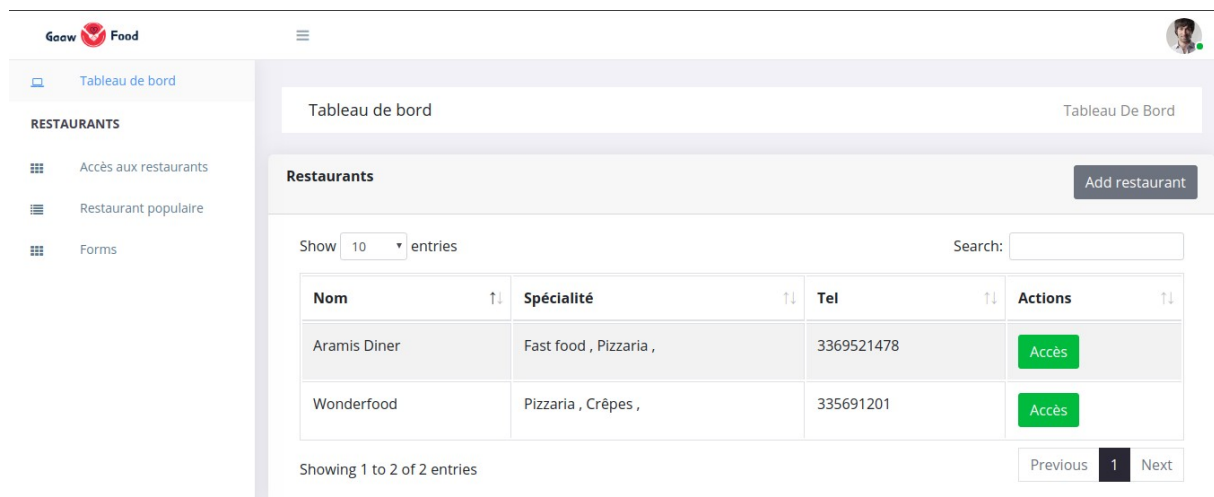 Gaaw Food
Tableau de bord
RESTAURANTS
Accès aux restaurants
Restaurant populaire
Forms
Tableau de bord Tableau De Bord
Restaurants Add restaurant
Show 10 entries Search:
Nom Spécialité Tel Actions
Aramis Diner Fast food , Pizzaria , 3369521478 Accès
Wonderfood Pizzaria , Crêpes , 335691201 Accès
Showing 1 to 2 of 2 entries Previous 1 Next